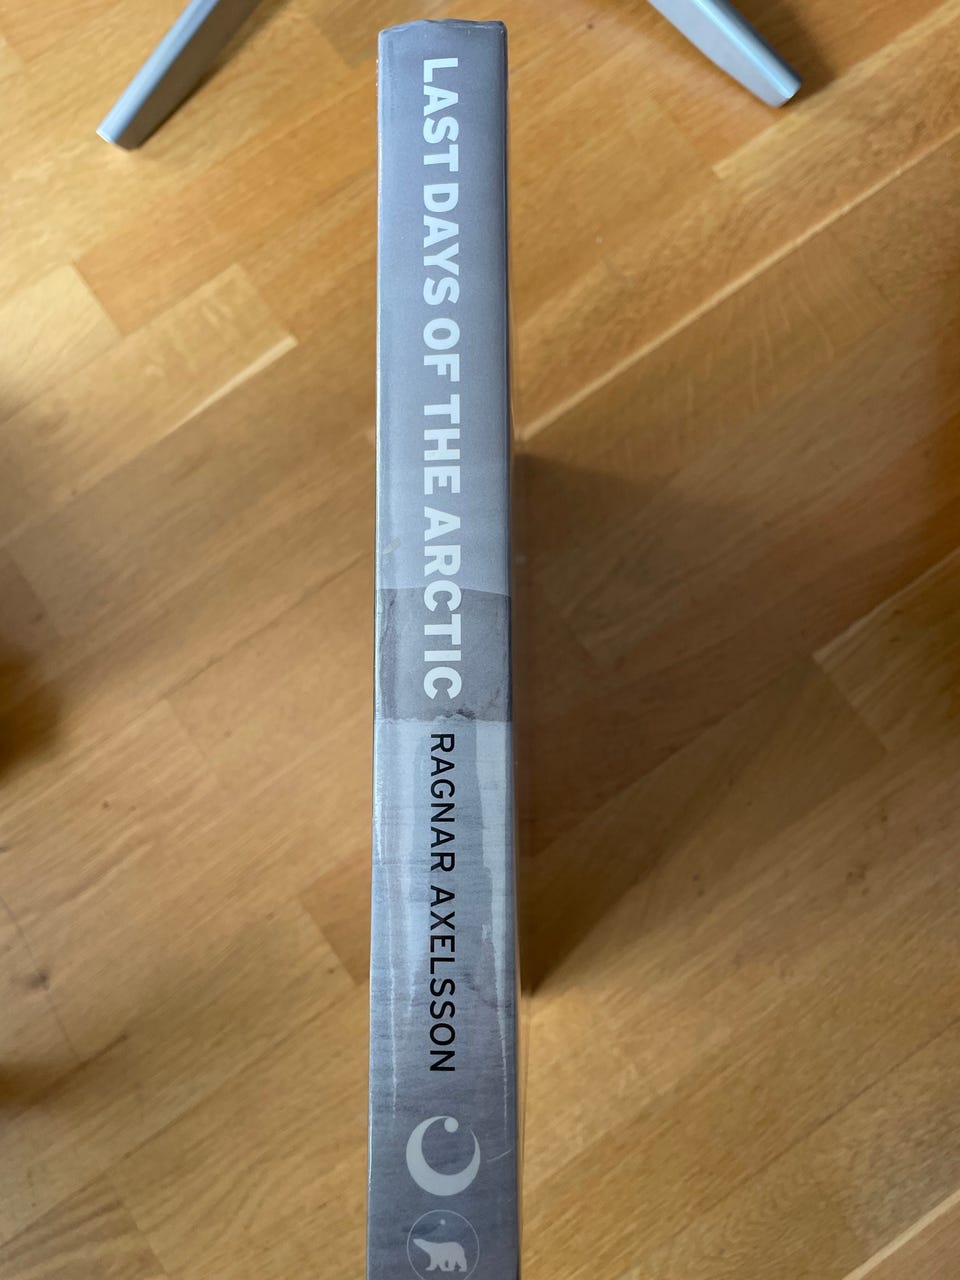 LAST DAYS OF THE ARCTIC
RAGNAR AXELSSON